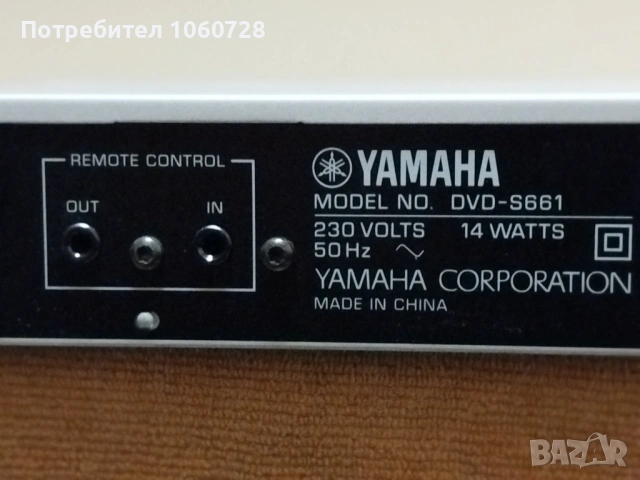 Потребител 1060728
REMOTE CONTROL
OUT IN
YAMAHA
MODEL NO. DVD-S661
230 VOLTS 14 WATTS
50 Hz
YAMAHA CORPORATION
MADE IN CHINA
BAZAR